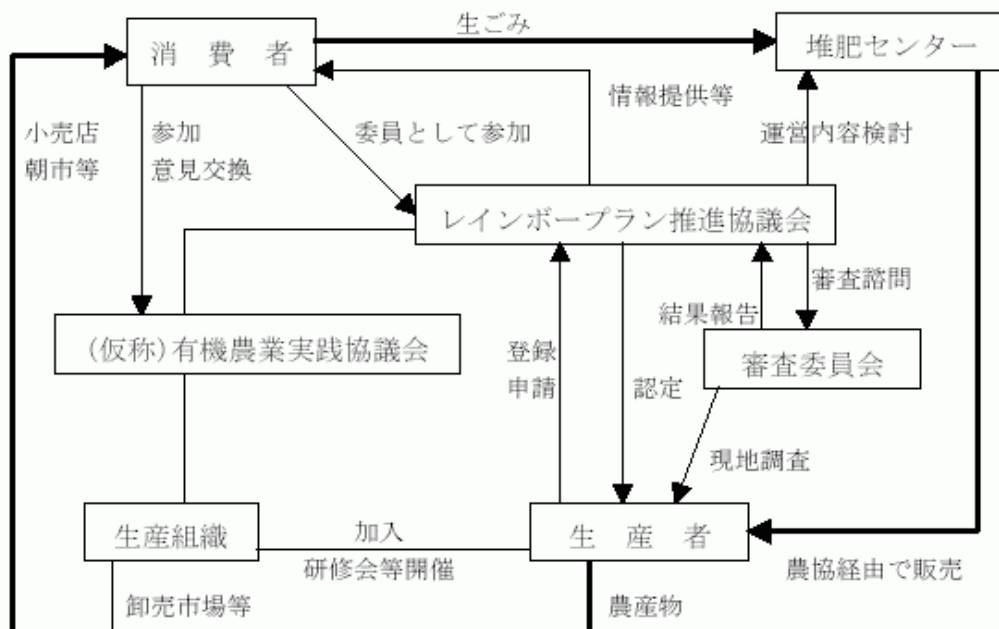 生ごみ
消 費 者
堆肥センター
情報提供等
小売店
朝市等
参加
意見交換
委員として参加
運営内容検討
レインボープラン推進協議会
審査諮問
結果報告
(仮称)有機農業実践協議会
審査委員会
登録
申請
認定
現地調査
生産組織
加入
研修会等開催
生 産 者
農協経由で販売
卸売市場等
農産物